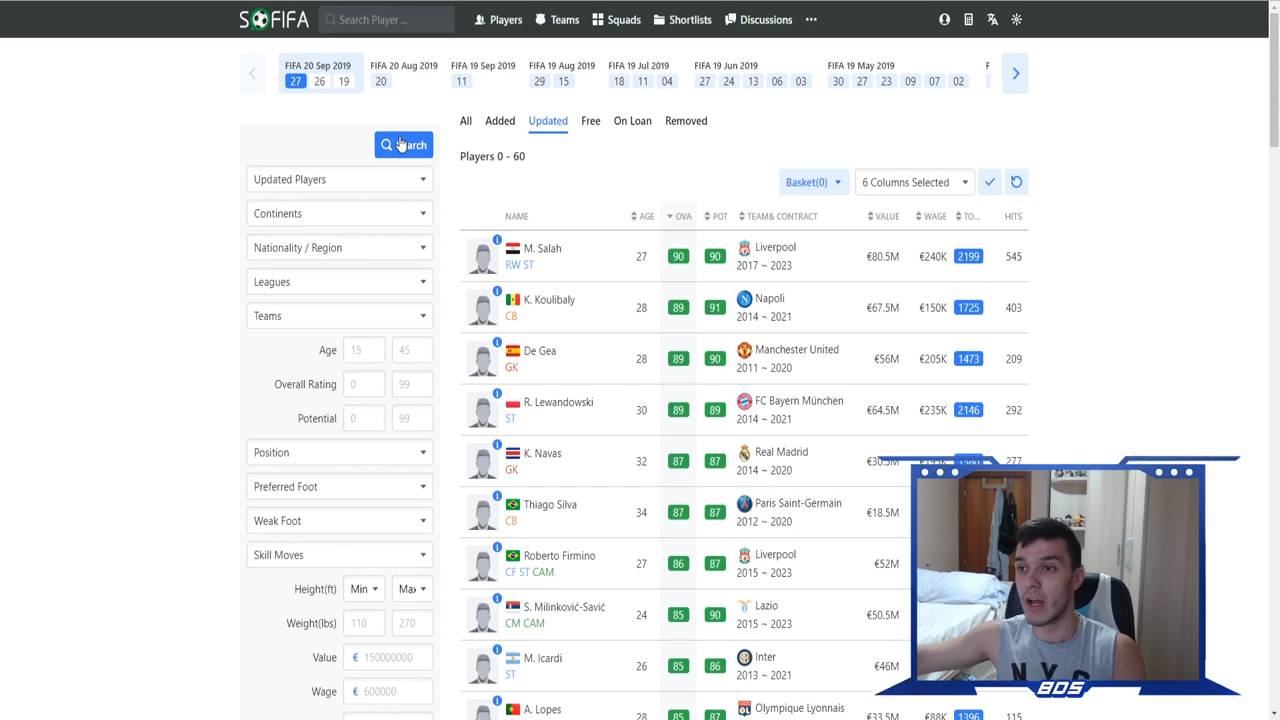 SOFIFA Search Player ... Players Teams Squads Shortlists Discussions
FIFA 20 Sep 2019 FIFA 20 Aug 2019 FIFA 19 Sep 2019 FIFA 19 Aug 2019 FIFA 19 Jul 2019 FIFA 19 Jun 2019 FIFA 19 May 2019 F
27 26 19 20 11 29 15 18 11 04 27 24 13 06 03 30 27 23 09 07 02
All Added Updated Free On Loan Removed
Search
Players 0 - 60
Updated Players
Basket(0) 6 Columns Selected
Continents
NAME AGE OVA POT TEAM& CONTRACT VALUE WAGE TO... HITS
Nationality / Region
M. Salah 27 90 90 Liverpool €80.5M €240K 2199 545
RW ST 2017 ~ 2023
Leagues
K. Koulibaly 28 89 91 Napoli €67.5M €150K 1725 403
CB 2014 ~ 2021
Teams
Age 15 45
De Gea 28 89 90 Manchester United €56M €205K 1473 209
GK 2011 ~ 2020
Overall Rating 0 99
R. Lewandowski 30 89 89 FC Bayern München €64.5M €235K 2146 292
ST 2014 ~ 2021
Potential 0 99
Position
K. Navas 32 87 87 Real Madrid 277
GK 2014 ~ 2020
Preferred Foot
Thiago Silva 34 87 87 Paris Saint-Germain €18.5M
CB 2012 ~ 2020
Weak Foot
Skill Moves
Roberto Firmino 27 86 87 Liverpool €52M
CF ST CAM 2015 ~ 2023
Height(ft) Min Max
S. Milinković-Savić 24 85 90 Lazio €50.5M
CM CAM 2015 ~ 2023
Weight(lbs) 110 270
Value € 150000000
M. Icardi 26 85 86 Inter €46M
ST 2013 ~ 2021
Wage € 600000
A. Lopes 28 85 87 Olympique Lyonnais €33.5M €88K 1396 115
NYC
BDS